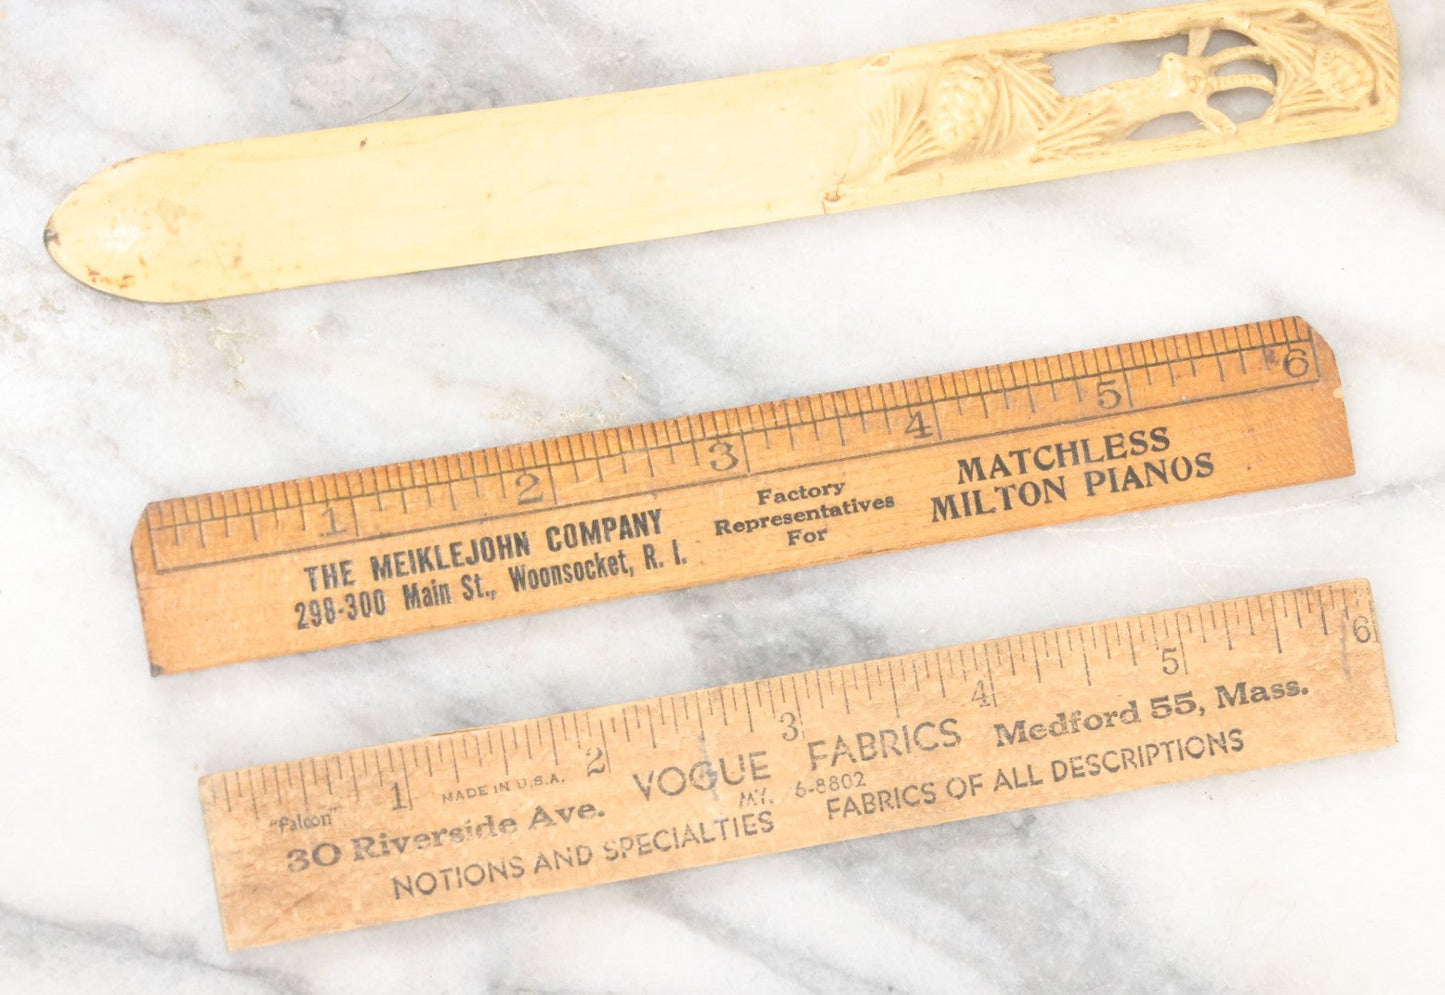 1 2 3 4 5 6
THE MEIKLEJOHN COMPANY
298-300 Main St., Woonsocket, R. I.
Factory
Representatives
For
MATCHLESS
MILTON PIANOS
1 2 3 4 5 6
"Falcon"
MADE IN U.S.A.
VOGUE FABRICS
30 Riverside Ave.
MY. 6-8802
Medford 55, Mass.
NOTIONS AND SPECIALTIES
FABRICS OF ALL DESCRIPTIONS